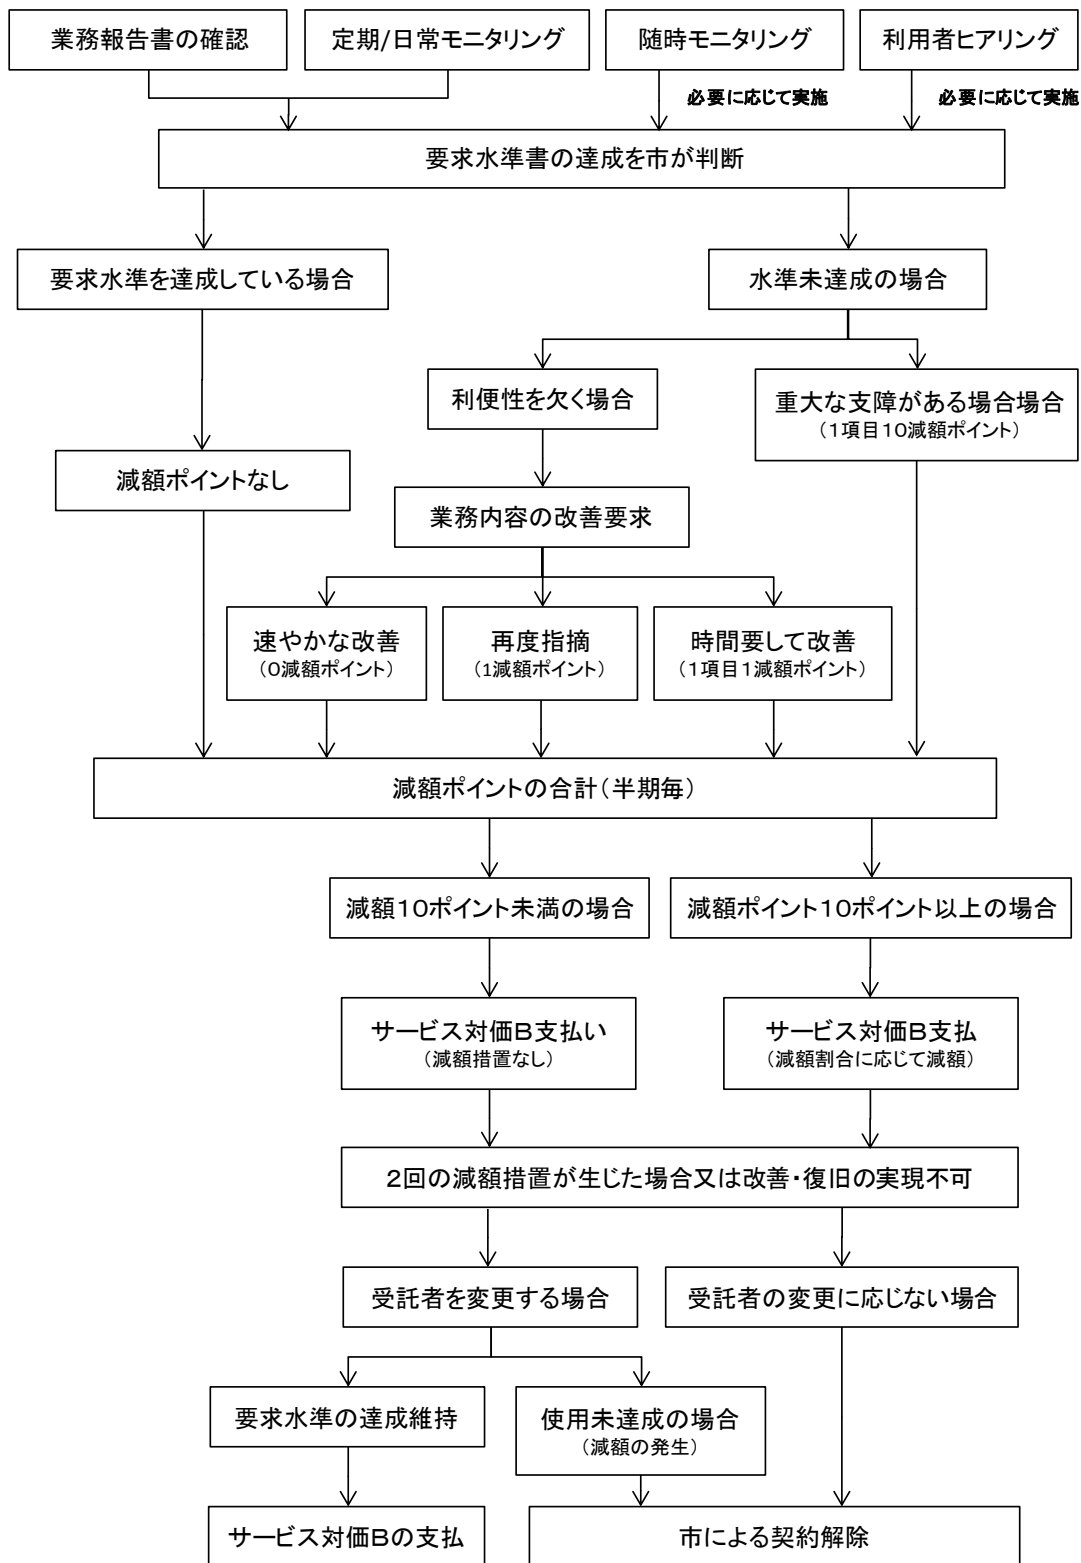 業務報告書の確認
定期/日常モニタリング
随時モニタリング
利用者ヒアリング
必要に応じて実施
必要に応じて実施
要求水準書の達成を市が判断
要求水準を達成している場合
水準未達成の場合
利便性を欠く場合
重大な支障がある場合場合
（1項目10減額ポイント）
減額ポイントなし
業務内容の改善要求
速やかな改善
（0減額ポイント）
再度指摘
（1減額ポイント）
時間要して改善
（1項目1減額ポイント）
減額ポイントの合計（半期毎）
減額10ポイント未満の場合
減額ポイント10ポイント以上の場合
サービス対価B支払い
（減額措置なし）
サービス対価B支払
（減額割合に応じて減額）
2回の減額措置が生じた場合又は改善・復旧の実現不可
受託者を変更する場合
受託者の変更に応じない場合
要求水準の達成維持
使用未達成の場合
（減額の発生）
サービス対価Bの支払
市による契約解除